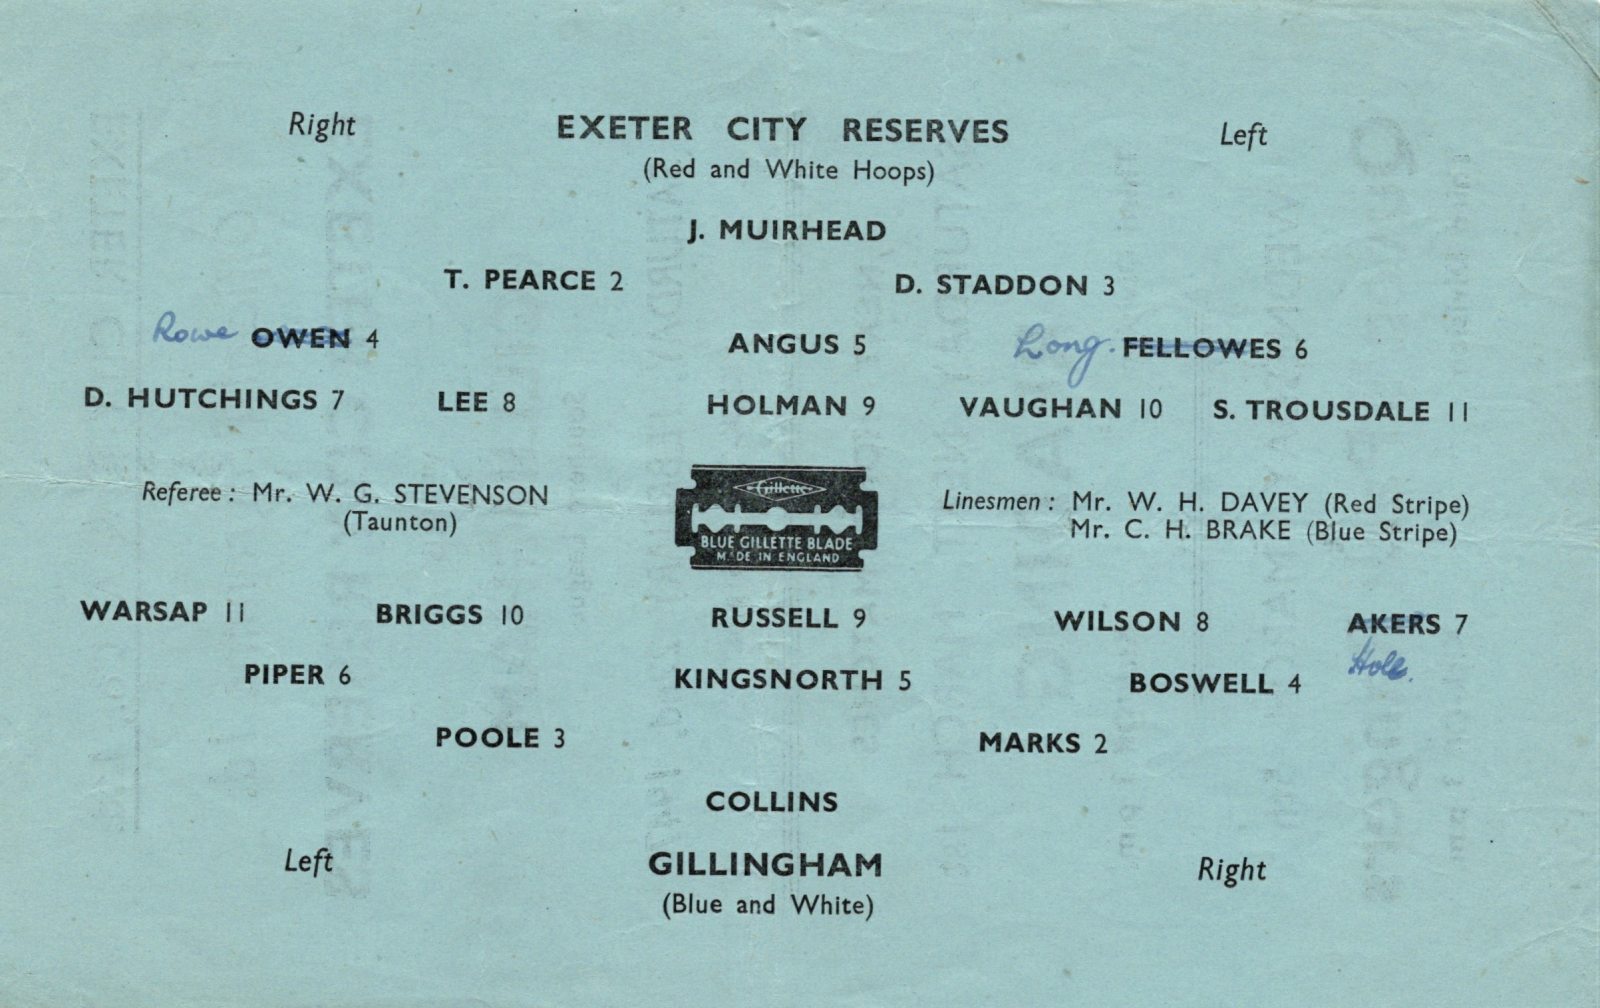 Right EXETER CITY RESERVES Left
(Red and White Hoops)
J. MUIRHEAD
T. PEARCE 2 D. STADDON 3
Rowe OWEN 4 ANGUS 5 Long. FELLOWES 6
D. HUTCHINGS 7 LEE 8 HOLMAN 9 VAUGHAN 10 S. TROUSDALE 11
Referee : Mr. W. G. STEVENSON
(Taunton)
Gillette
BLUE GILLETTE BLADE
MADE IN ENGLAND
Linesmen : Mr. W. H. DAVEY (Red Stripe)
Mr. C. H. BRAKE (Blue Stripe)
WARSAP 11 BRIGGS 10 RUSSELL 9 WILSON 8 AKERS 7
PIPER 6 KINGSNORTH 5 BOSWELL 4
POOLE 3 MARKS 2
COLLINS
Left GILLINGHAM Right
(Blue and White)